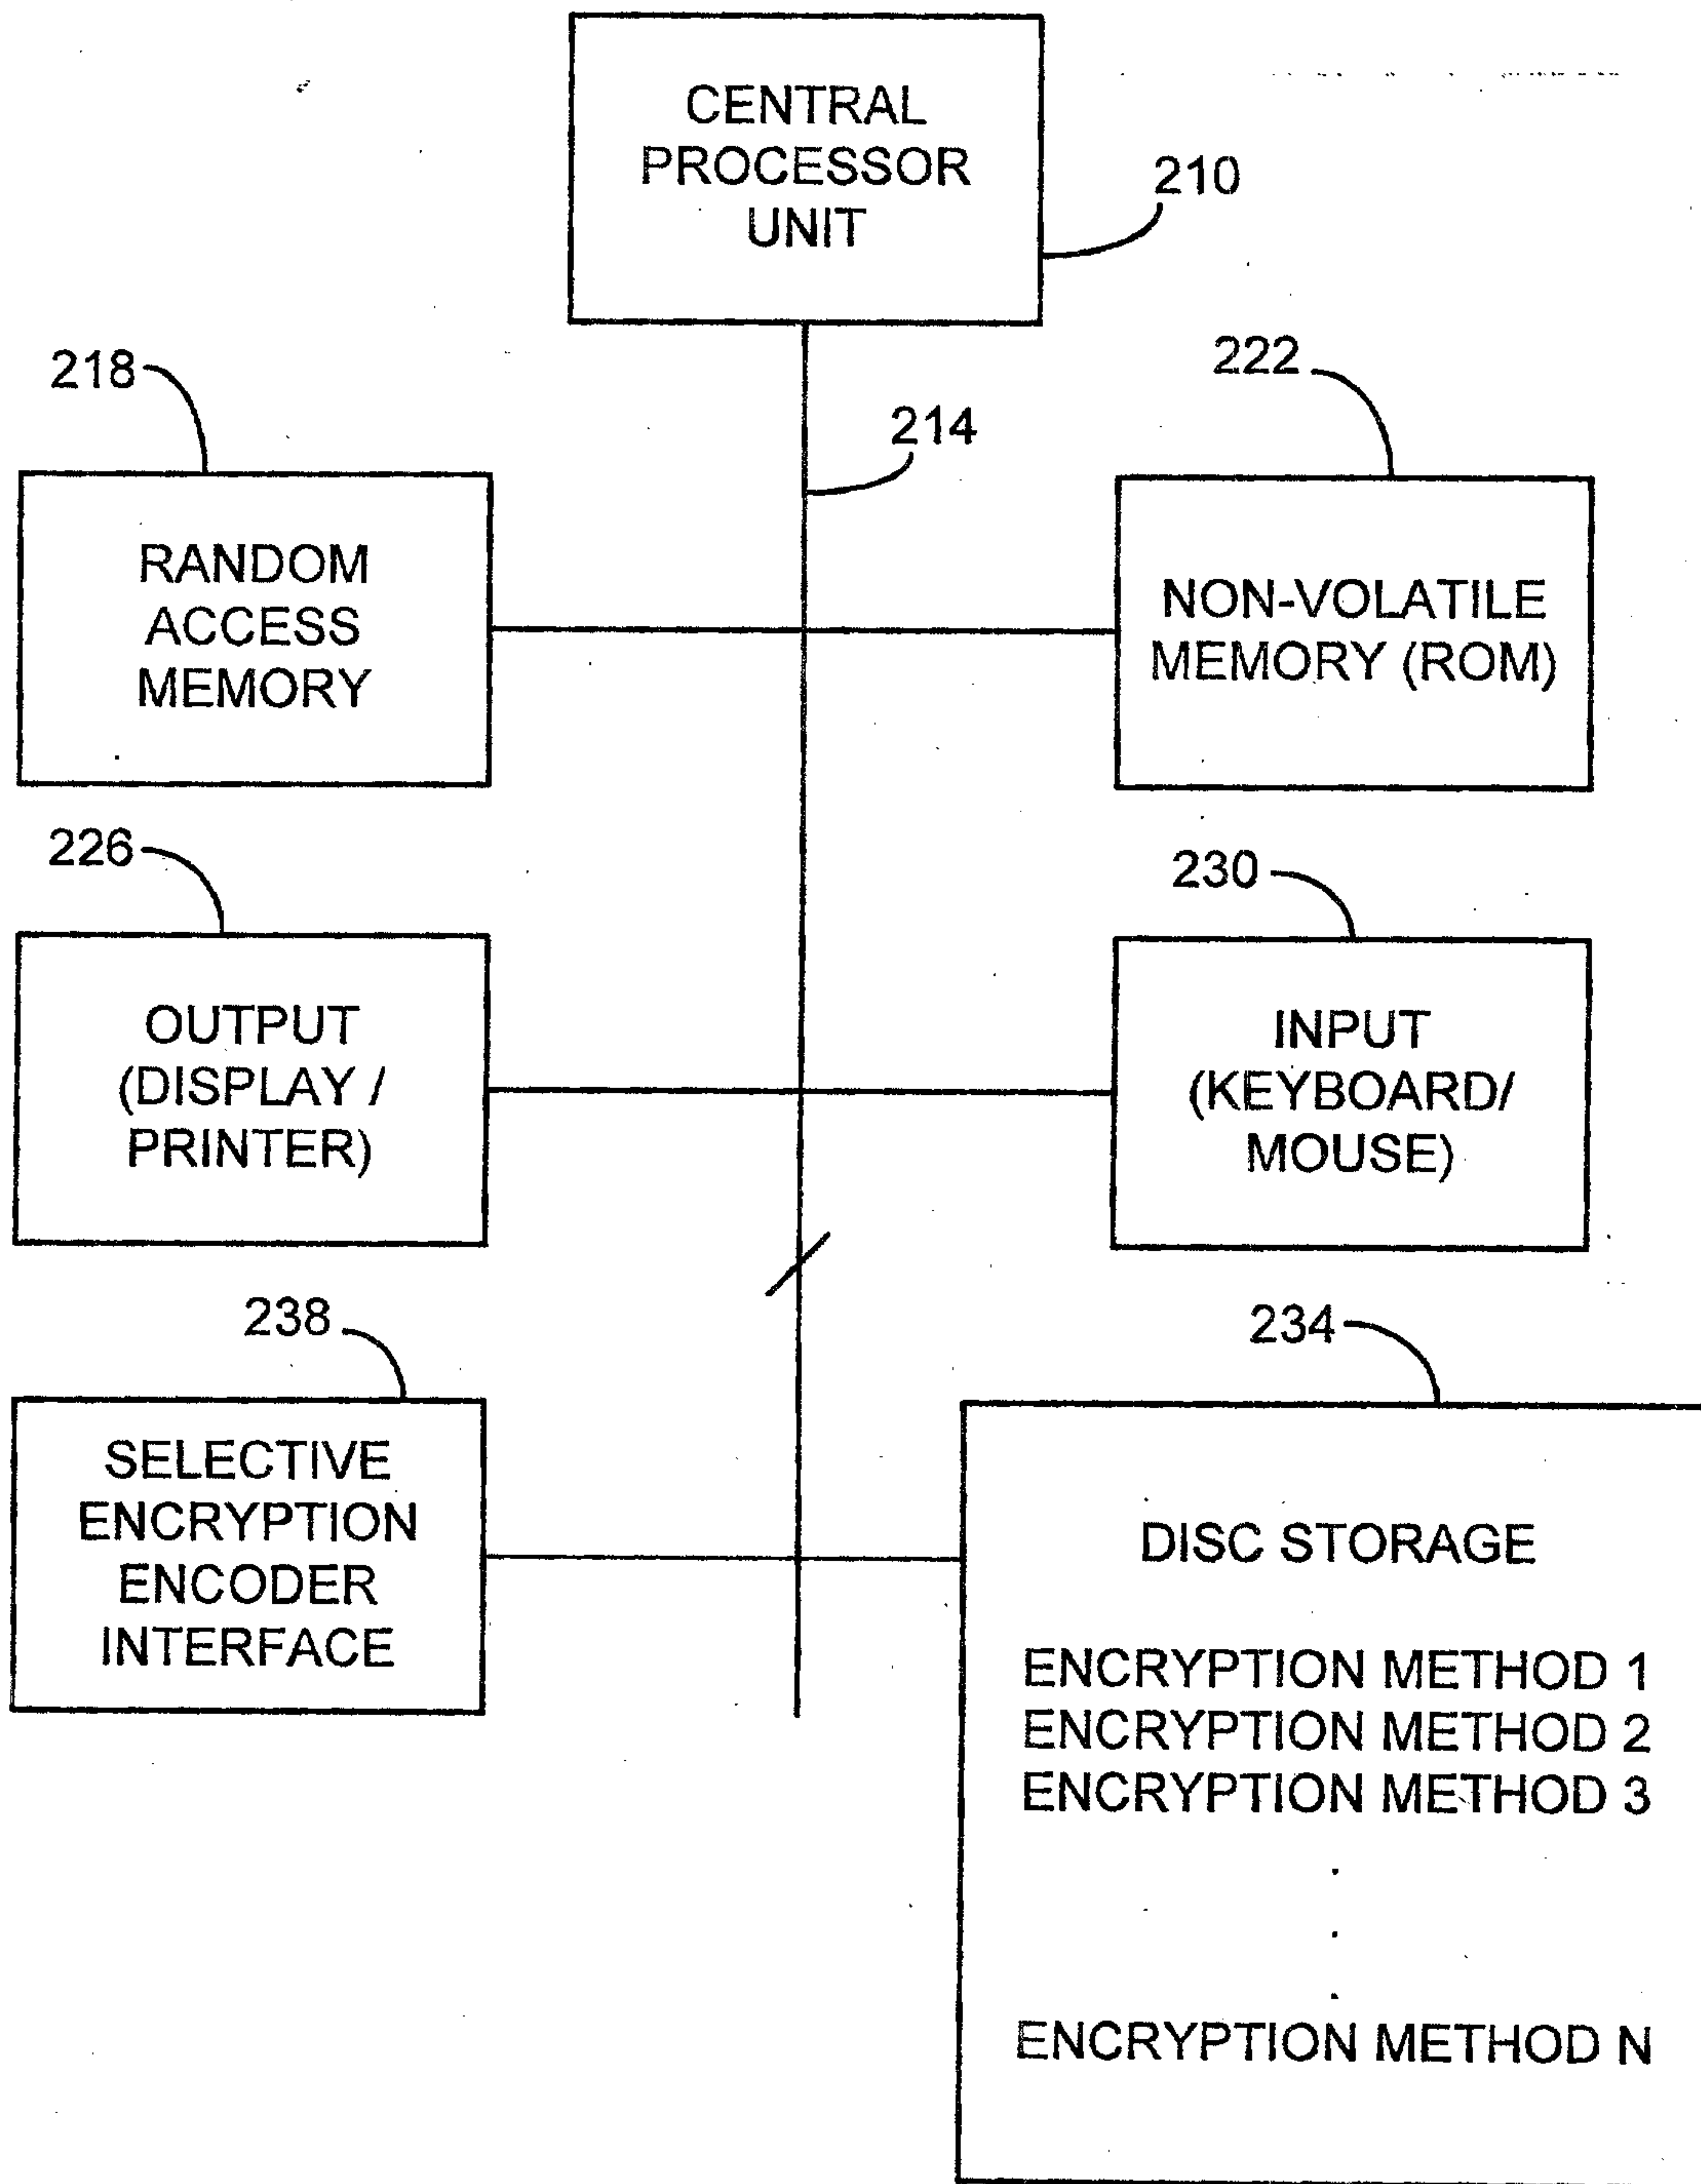 CENTRAL
PROCESSOR
UNIT
210
218
222
214
RANDOM
ACCESS
MEMORY
NON-VOLATILE
MEMORY (ROM)
226
230
OUTPUT
(DISPLAY /
PRINTER)
INPUT
(KEYBOARD/
MOUSE)
238
234
SELECTIVE
ENCRYPTION
ENCODER
INTERFACE
DISC STORAGE
ENCRYPTION METHOD 1
ENCRYPTION METHOD 2
ENCRYPTION METHOD 3
.
.
.
ENCRYPTION METHOD N